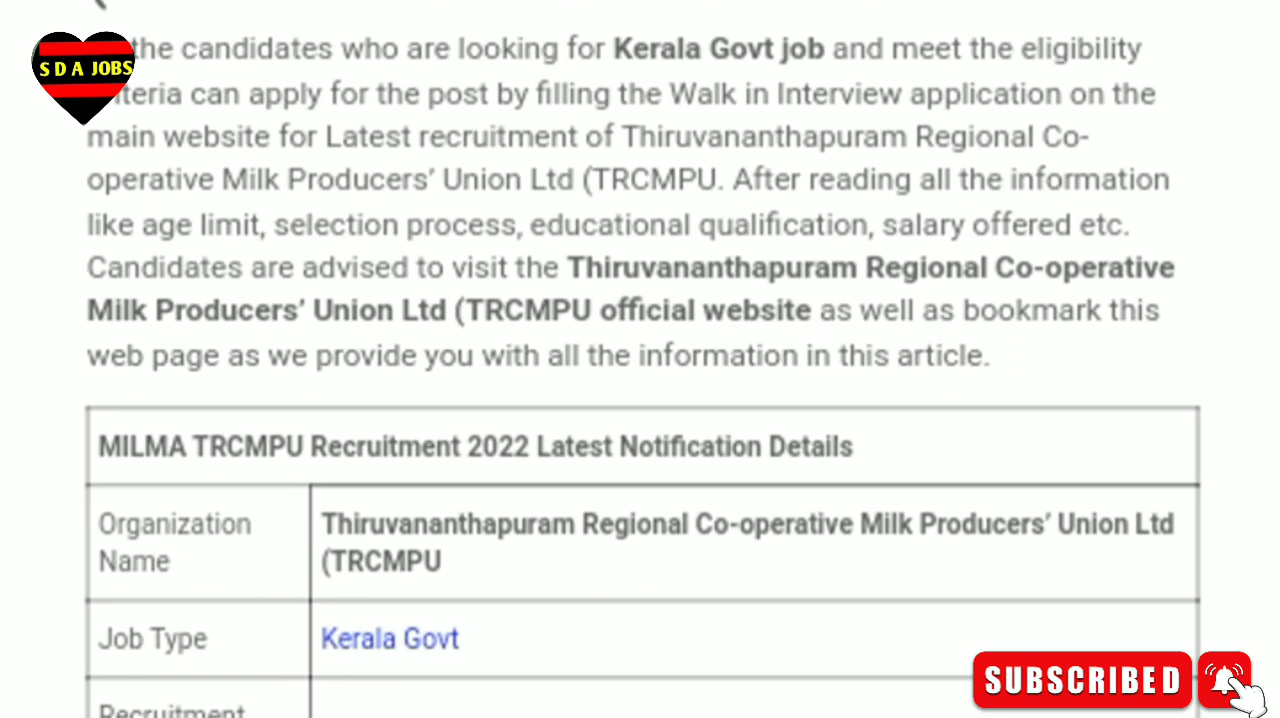 S D A JOBS
the candidates who are looking for Kerala Govt job and meet the eligibility
iteria can apply for the post by filling the Walk in Interview application on the
main website for Latest recruitment of Thiruvananthapuram Regional Co-
operative Milk Producers’ Union Ltd (TRCMPU. After reading all the information
like age limit, selection process, educational qualification, salary offered etc.
Candidates are advised to visit the Thiruvananthapuram Regional Co-operative
Milk Producers’ Union Ltd (TRCMPU official website as well as bookmark this
web page as we provide you with all the information in this article.
MILMA TRCMPU Recruitment 2022 Latest Notification Details
Organization
Name
Thiruvananthapuram Regional Co-operative Milk Producers’ Union Ltd
(TRCMPU
Job Type
Kerala Govt
Recruitment
SUBSCRIBED